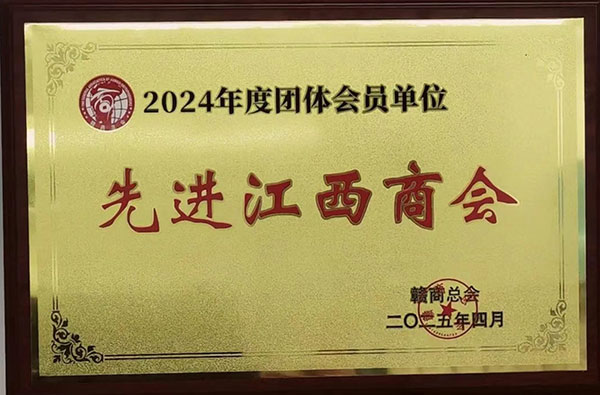 2024年度团体会员单位
先进江西商会
赣商总会
二〇二五年四月